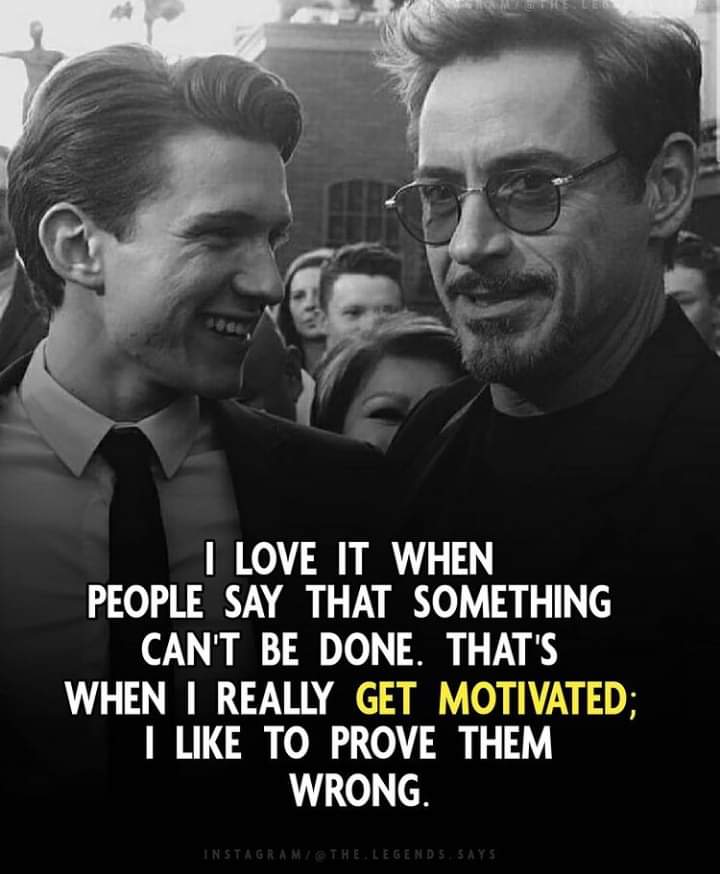 I LOVE IT WHEN
PEOPLE SAY THAT SOMETHING
CAN'T BE DONE. THAT'S
WHEN I REALLY GET MOTIVATED;
I LIKE TO PROVE THEM
WRONG.
INSTAGRAM/@THE.LEGENDS.SAYS